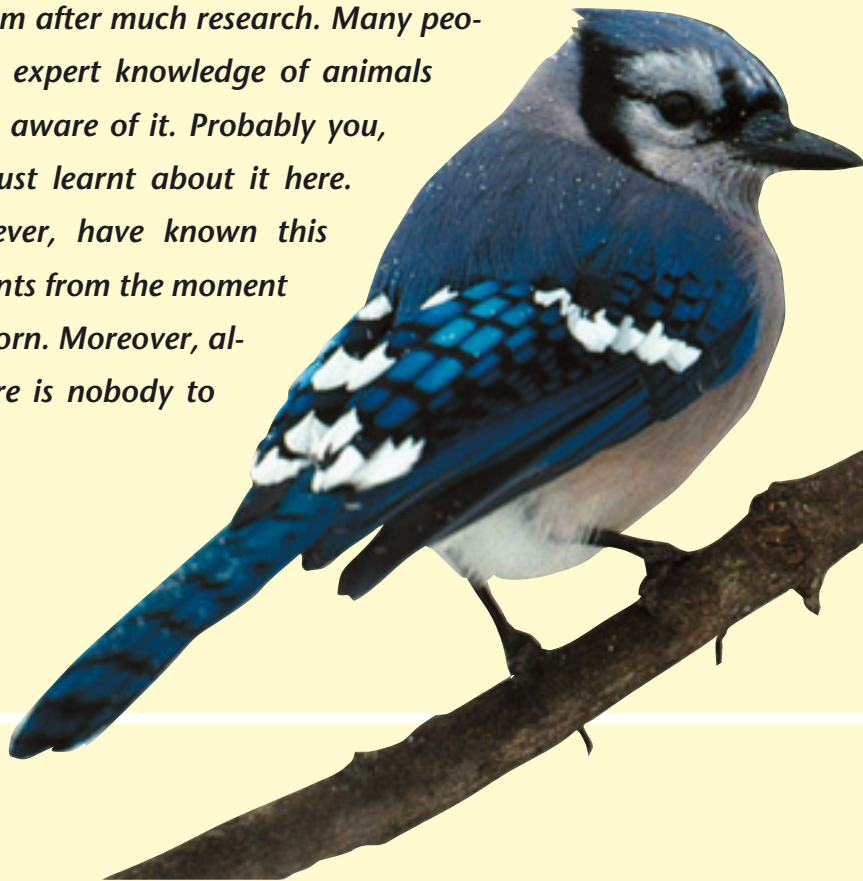 m after much research. Many peo-
expert knowledge of animals
aware of it. Probably you,
ust learnt about it here.
ever, have known this
nts from the moment
orn. Moreover, al-
re is nobody to